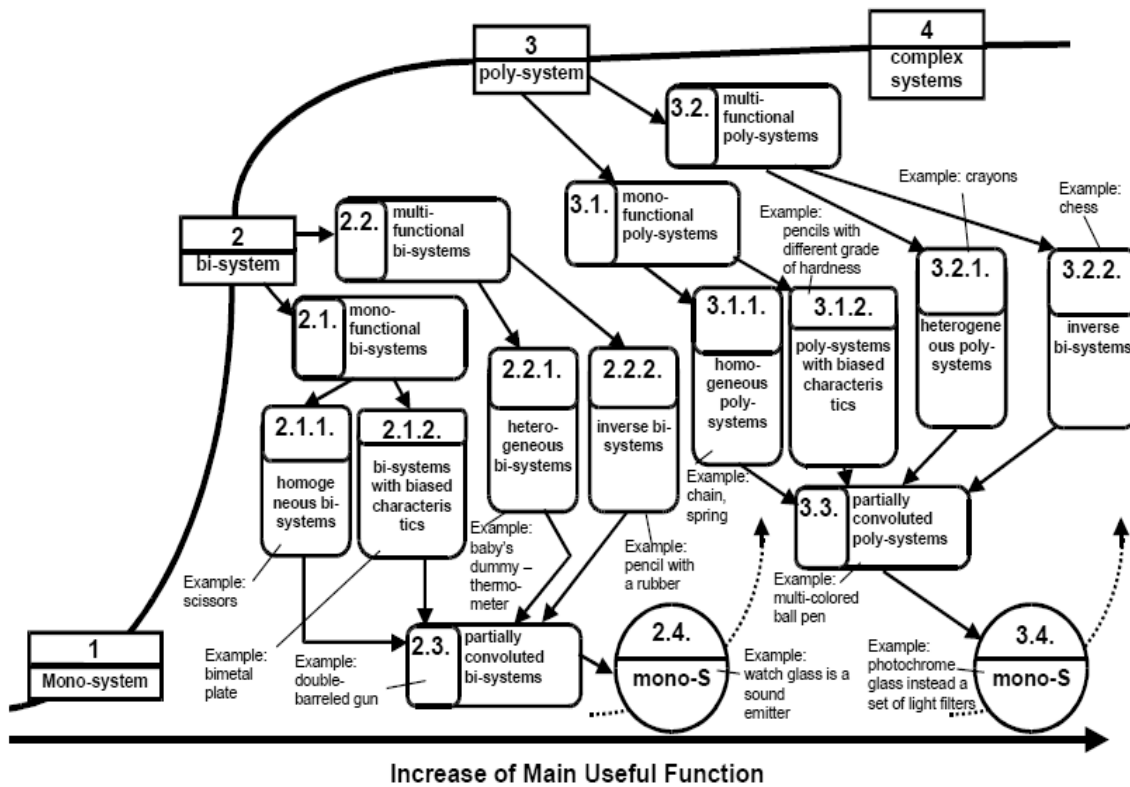 3
poly-system
4
complex
systems
3.2.
multi-
functional
poly-systems
Example: crayons
Example:
chess
2
bi-system
2.2.
multi-
functional
bi-systems
3.1.
mono-
functional
poly-systems
Example:
pencils with
different grade
of hardness
2.1.
mono-
functional
bi-systems
3.1.1.
homo-
geneous
poly-
systems
3.1.2.
poly-systems
with biased
characteris
tics
3.2.1.
heterogene
ous poly-
systems
3.2.2.
inverse
bi-systems
2.1.1.
homoge
neous bi-
systems
2.1.2.
bi-systems
with biased
characteris
tics
2.2.1.
hetero-
geneous
bi-systems
2.2.2.
inverse bi-
systems
Example:
chain,
spring
3.3.
partially
convoluted
poly-systems
Example:
scissors
Example:
baby's
dummy –
thermo-
meter
Example:
pencil with
a rubber
Example:
multi-colored
ball pen
1
Mono-system
Example:
bimetal
plate
Example:
double-
barreled gun
2.3.
partially
convoluted
bi-systems
2.4.
mono-S
Example:
watch glass is a
sound
emitter
Example:
photochrome
glass instead a
set of light filters
3.4.
mono-S
Increase of Main Useful Function